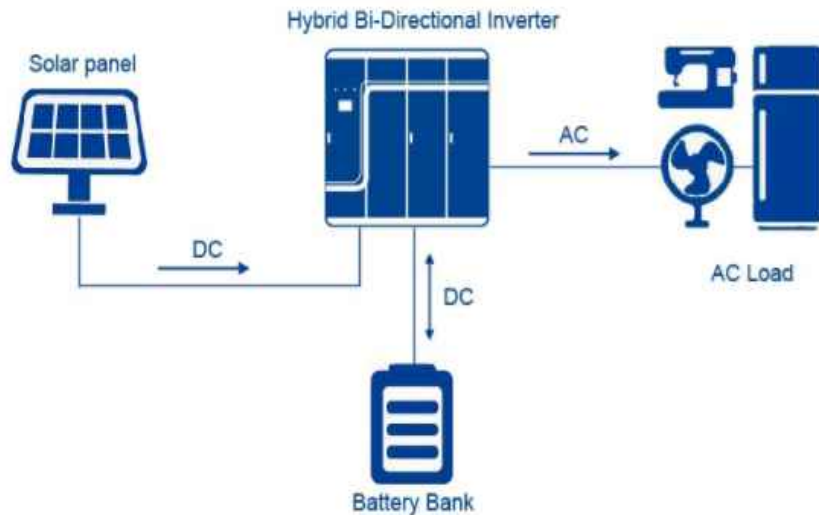 Hybrid Bi-Directional Inverter
Solar panel
AC
DC
DC
AC Load
Battery Bank